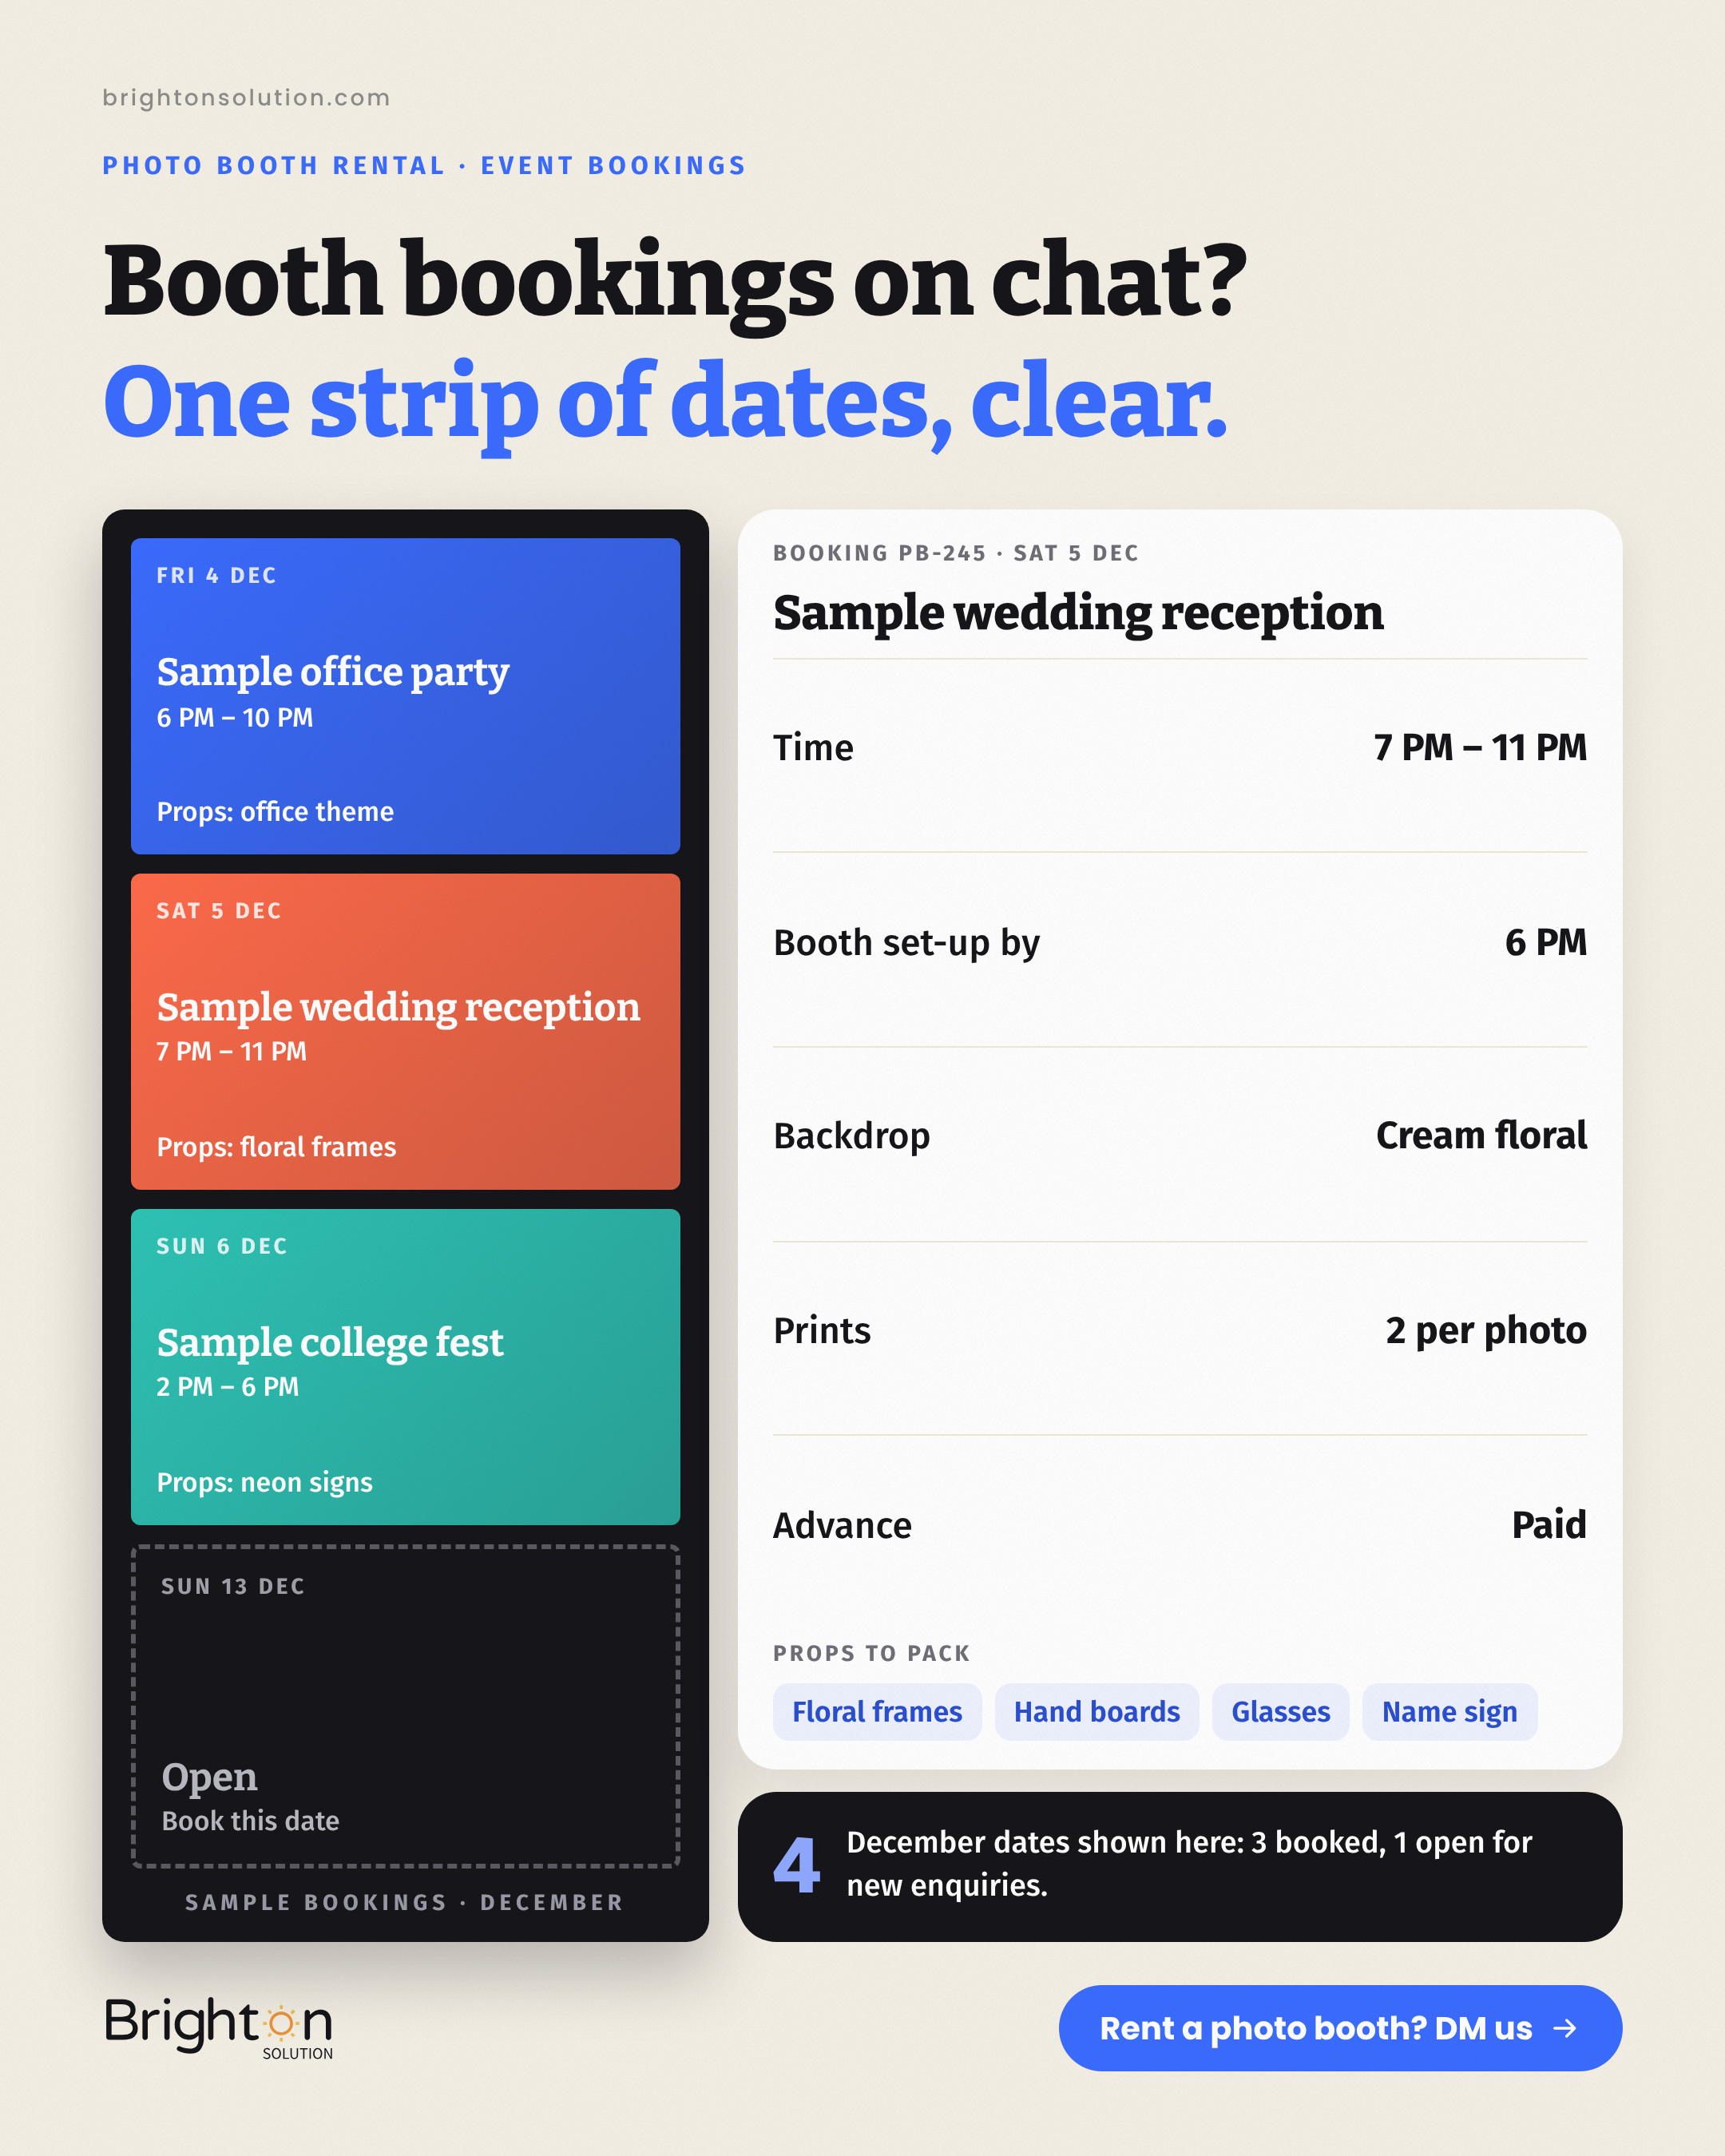 brightonsolution.com
PHOTO BOOTH RENTAL · EVENT BOOKINGS
Booth bookings on chat?
One strip of dates, clear.
FRI 4 DEC
Sample office party
6 PM – 10 PM
Props: office theme
SAT 5 DEC
Sample wedding reception
7 PM – 11 PM
Props: floral frames
SUN 6 DEC
Sample college fest
2 PM – 6 PM
Props: neon signs
SUN 13 DEC
Open
Book this date
SAMPLE BOOKINGS · DECEMBER
BOOKING PB-245 · SAT 5 DEC
Sample wedding reception
Time 7 PM – 11 PM
Booth set-up by 6 PM
Backdrop Cream floral
Prints 2 per photo
Advance Paid
PROPS TO PACK
Floral frames Hand boards Glasses Name sign
4 December dates shown here: 3 booked, 1 open for
new enquiries.
Brighton
SOLUTION
Rent a photo booth? DM us →